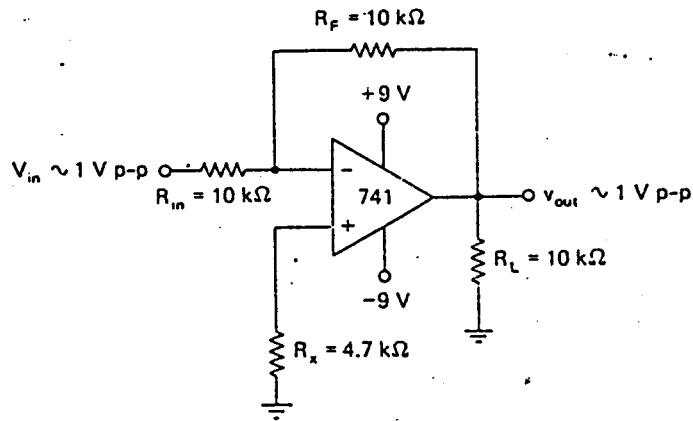 R_F = 10 kΩ
+9 V
V_in ~ 1 V p-p
R_in = 10 kΩ
−
741
+
v_out ~ 1 V p-p
R_L = 10 kΩ
−9 V
R_x = 4.7 kΩ